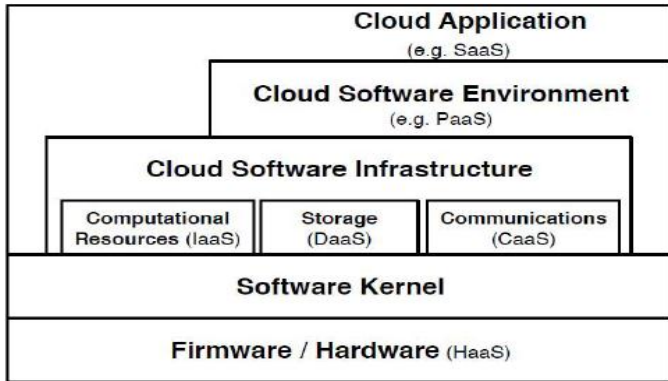 Cloud Application
(e.g. SaaS)
Cloud Software Environment
(e.g. PaaS)
Cloud Software Infrastructure
Computational
Resources (IaaS)
Storage
(DaaS)
Communications
(CaaS)
Software Kernel
Firmware / Hardware (HaaS)